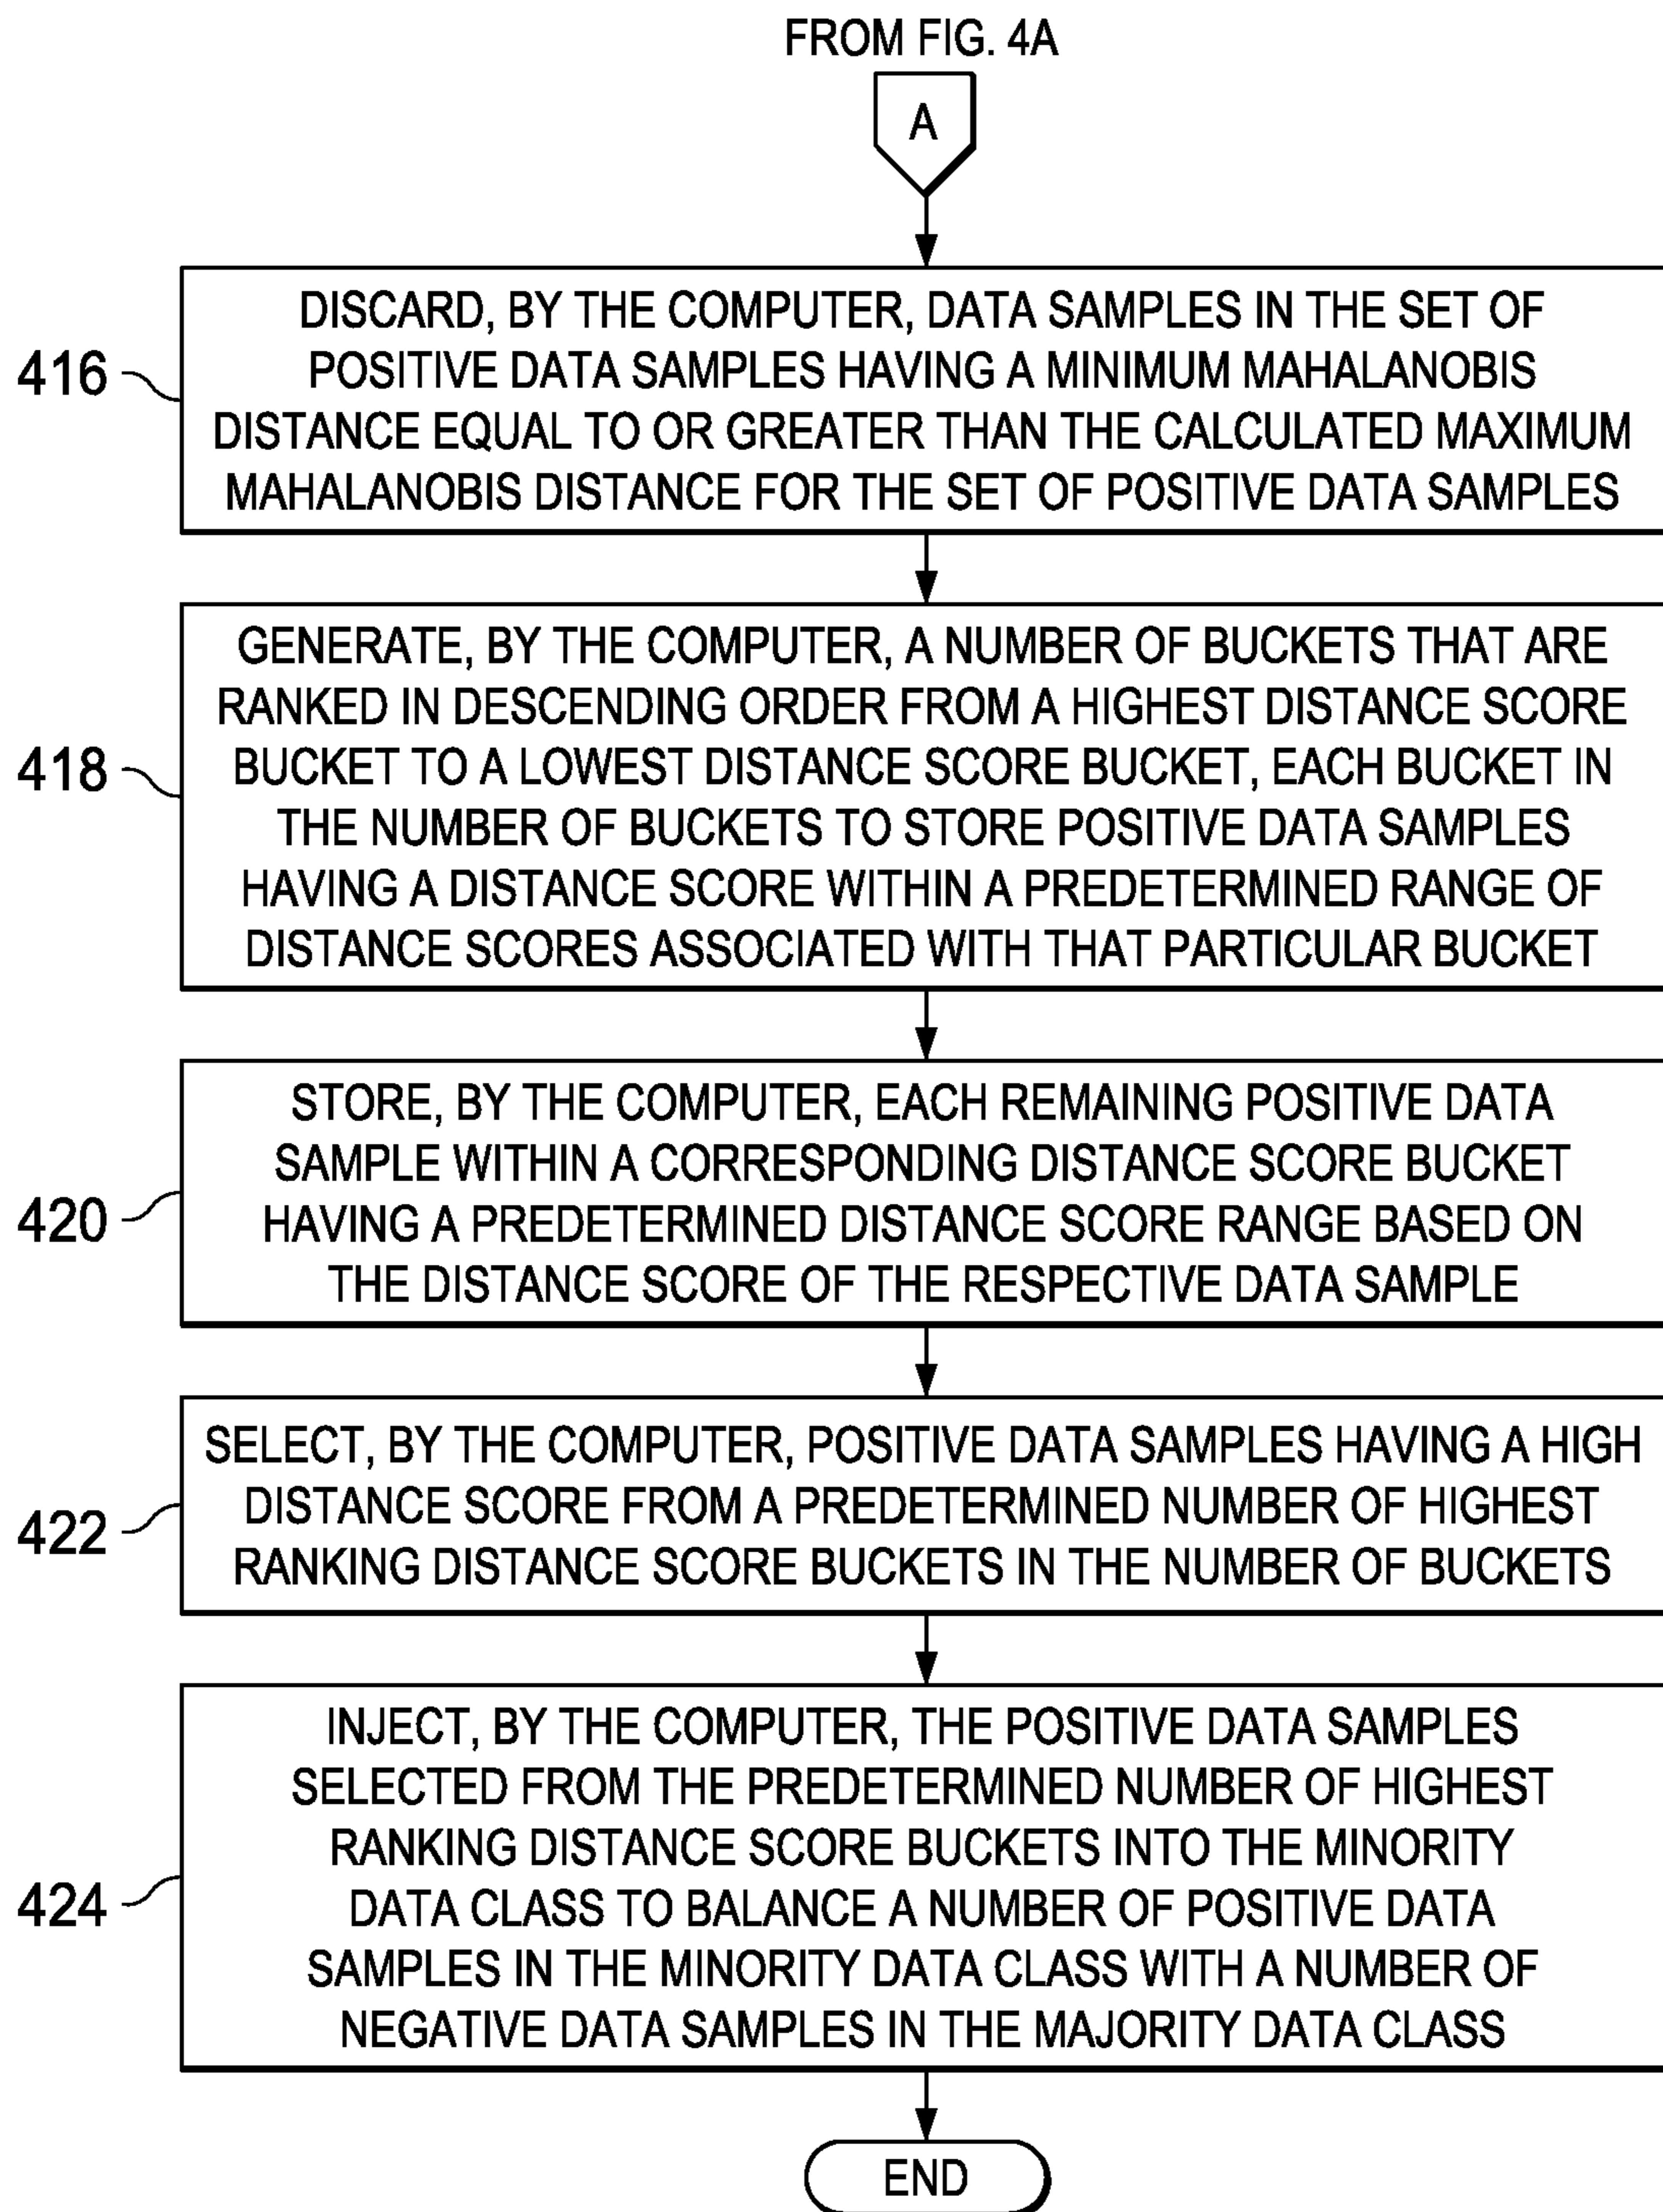 FROM FIG. 4A
A
416
DISCARD, BY THE COMPUTER, DATA SAMPLES IN THE SET OF
POSITIVE DATA SAMPLES HAVING A MINIMUM MAHALANOBIS
DISTANCE EQUAL TO OR GREATER THAN THE CALCULATED MAXIMUM
MAHALANOBIS DISTANCE FOR THE SET OF POSITIVE DATA SAMPLES
418
GENERATE, BY THE COMPUTER, A NUMBER OF BUCKETS THAT ARE
RANKED IN DESCENDING ORDER FROM A HIGHEST DISTANCE SCORE
BUCKET TO A LOWEST DISTANCE SCORE BUCKET, EACH BUCKET IN
THE NUMBER OF BUCKETS TO STORE POSITIVE DATA SAMPLES
HAVING A DISTANCE SCORE WITHIN A PREDETERMINED RANGE OF
DISTANCE SCORES ASSOCIATED WITH THAT PARTICULAR BUCKET
420
STORE, BY THE COMPUTER, EACH REMAINING POSITIVE DATA
SAMPLE WITHIN A CORRESPONDING DISTANCE SCORE BUCKET
HAVING A PREDETERMINED DISTANCE SCORE RANGE BASED ON
THE DISTANCE SCORE OF THE RESPECTIVE DATA SAMPLE
422
SELECT, BY THE COMPUTER, POSITIVE DATA SAMPLES HAVING A HIGH
DISTANCE SCORE FROM A PREDETERMINED NUMBER OF HIGHEST
RANKING DISTANCE SCORE BUCKETS IN THE NUMBER OF BUCKETS
424
INJECT, BY THE COMPUTER, THE POSITIVE DATA SAMPLES
SELECTED FROM THE PREDETERMINED NUMBER OF HIGHEST
RANKING DISTANCE SCORE BUCKETS INTO THE MINORITY
DATA CLASS TO BALANCE A NUMBER OF POSITIVE DATA
SAMPLES IN THE MINORITY DATA CLASS WITH A NUMBER OF
NEGATIVE DATA SAMPLES IN THE MAJORITY DATA CLASS
END